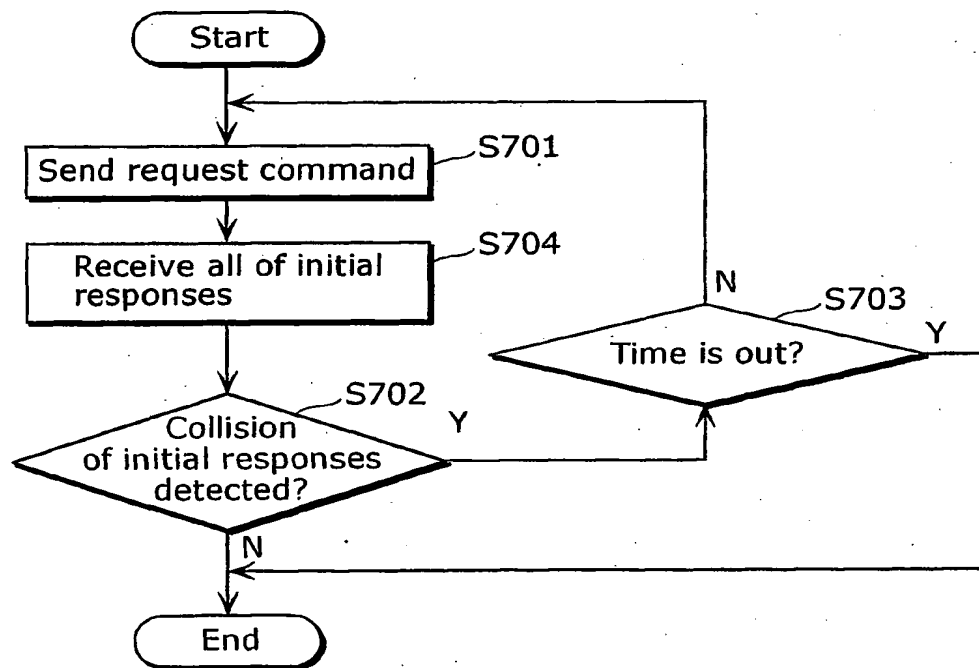 Start
Send request command
S701
Receive all of initial
responses
S704
N
S703
Time is out?
Y
S702
Collision
of initial responses
detected?
Y
N
End